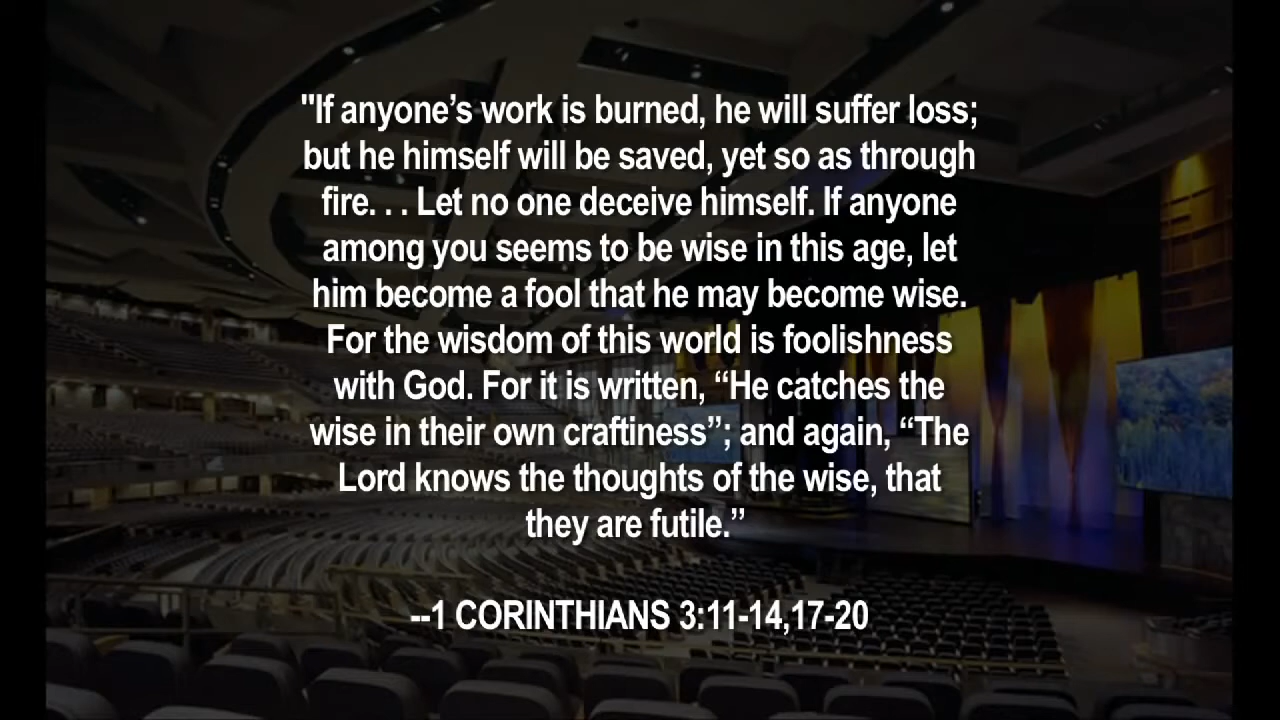 "If anyone’s work is burned, he will suffer loss;
but he himself will be saved, yet so as through
fire. . . Let no one deceive himself. If anyone
among you seems to be wise in this age, let
him become a fool that he may become wise.
For the wisdom of this world is foolishness
with God. For it is written, “He catches the
wise in their own craftiness”; and again, “The
Lord knows the thoughts of the wise, that
they are futile.”
--1 CORINTHIANS 3:11-14,17-20